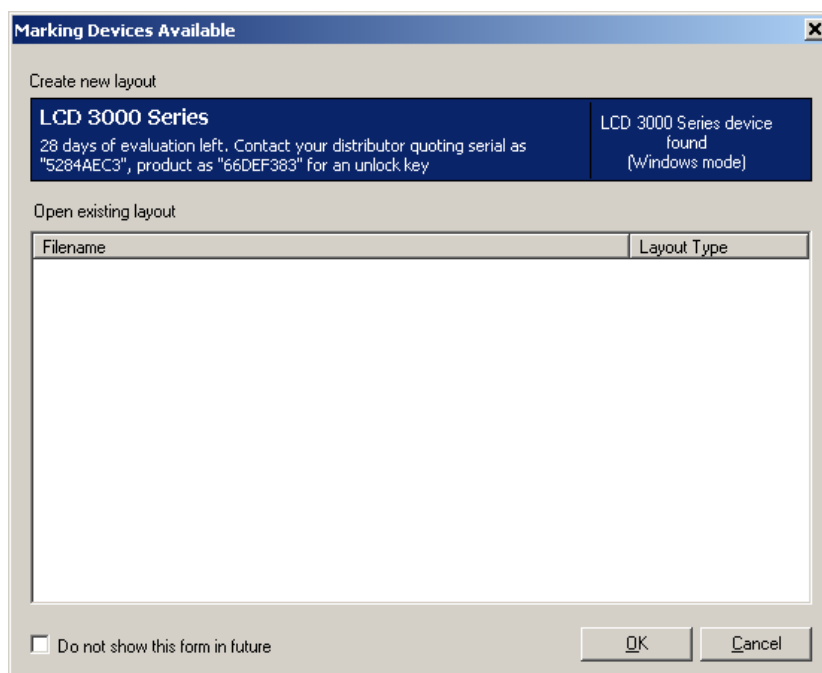 Marking Devices Available
Create new layout
LCD 3000 Series
28 days of evaluation left. Contact your distributor quoting serial as
"5284AEC3", product as "66DEF383" for an unlock key
LCD 3000 Series device
found
(Windows mode)
Open existing layout
Filename
Layout Type
Do not show this form in future
OK
Cancel